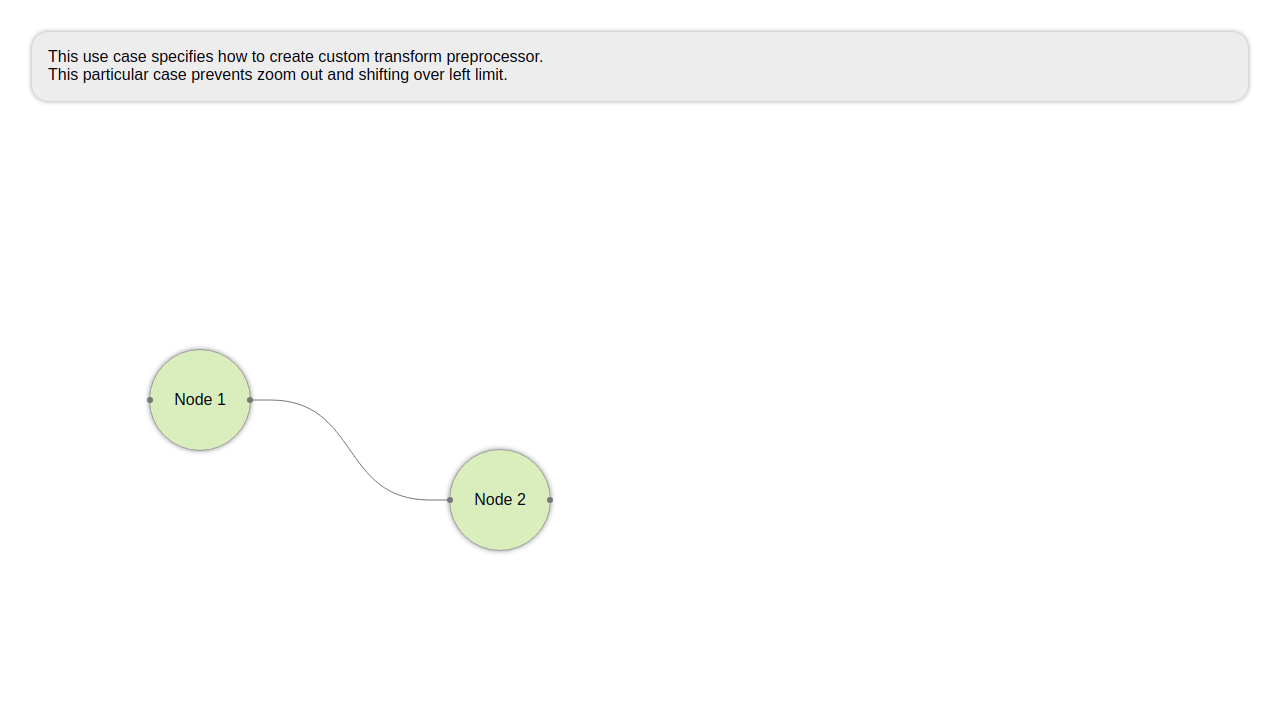 This use case specifies how to create custom transform preprocessor.
This particular case prevents zoom out and shifting over left limit.
Node 1
Node 2